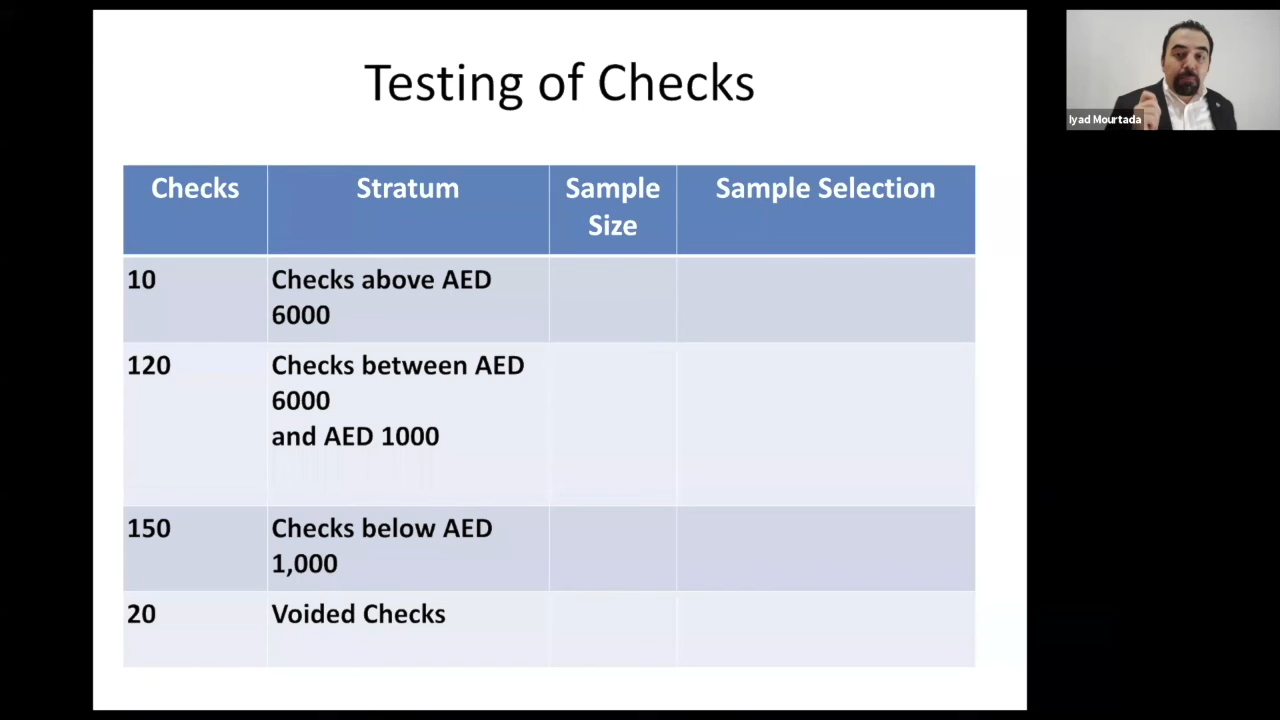 Testing of Checks
Iyad Mourtada
Checks Stratum Sample Sample Selection
Size
10 Checks above AED
6000
120 Checks between AED
6000
and AED 1000
150 Checks below AED
1,000
20 Voided Checks